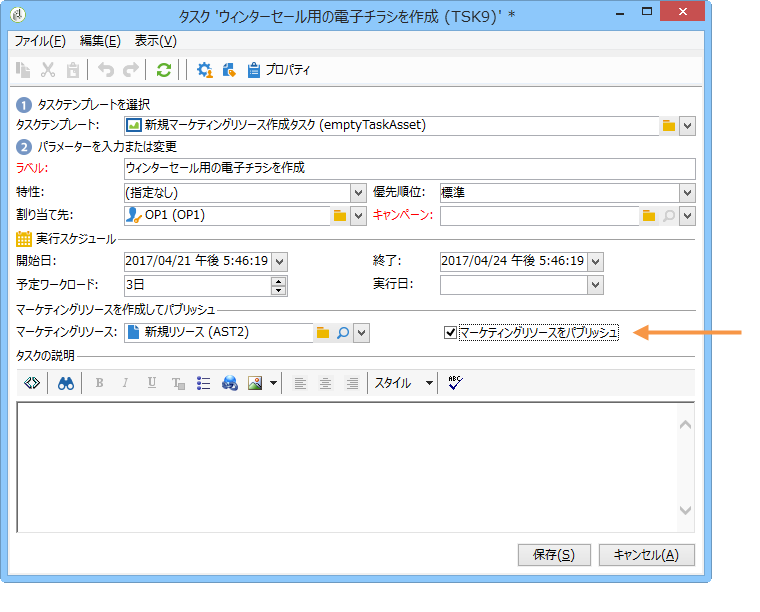 タスク 'ウィンターセール用の電子チラシを作成 (TSK9)' *
ファイル(F) 編集(E) 表示(V)
プロパティ
1 タスクテンプレートを選択
タスクテンプレート: 新規マーケティングリソース作成タスク (emptyTaskAsset)
2 パラメーターを入力または変更
ラベル: ウィンターセール用の電子チラシを作成
特性: (指定なし) 優先順位: 標準
割り当て先: OP1 (OP1) キャンペーン:
実行スケジュール
開始日: 2017/04/21 午後 5:46:19 終了: 2017/04/24 午後 5:46:19
予定ワークロード: 3日 実行日:
マーケティングリソースを作成してパブリッシュ
マーケティングリソース: 新規リソース (AST2) マーケティングリソースをパブリッシュ
タスクの説明
B I U T スタイル ABC
保存(S) キャンセル(A)